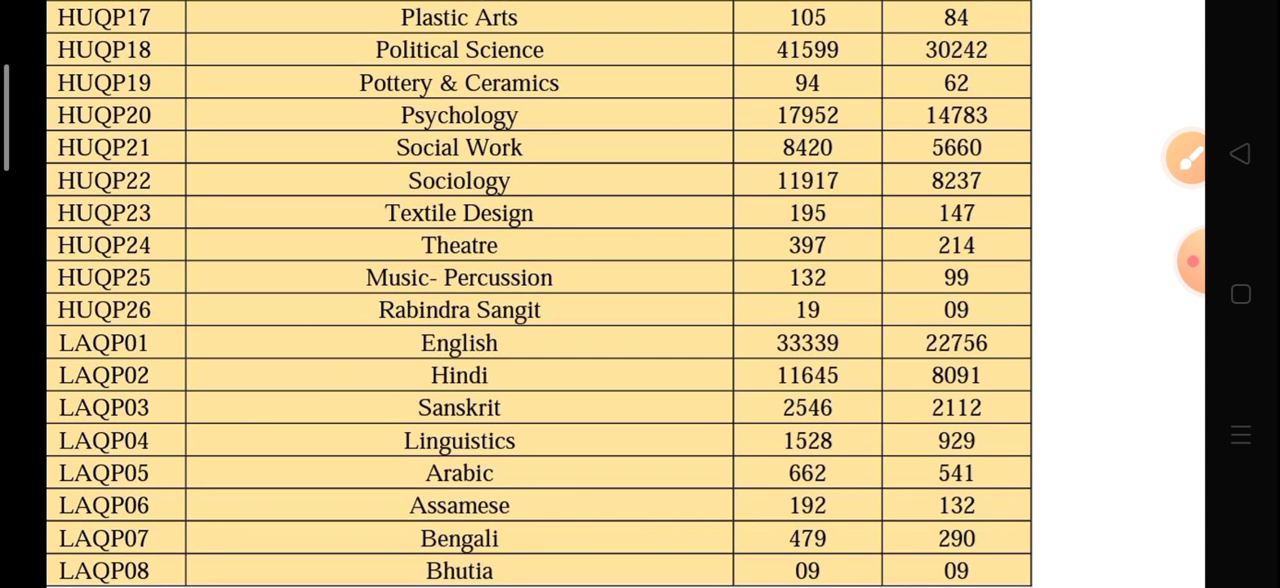 HUQP17 Plastic Arts 105 84
HUQP18 Political Science 41599 30242
HUQP19 Pottery & Ceramics 94 62
HUQP20 Psychology 17952 14783
HUQP21 Social Work 8420 5660
HUQP22 Sociology 11917 8237
HUQP23 Textile Design 195 147
HUQP24 Theatre 397 214
HUQP25 Music- Percussion 132 99
HUQP26 Rabindra Sangit 19 09
LAQP01 English 33339 22756
LAQP02 Hindi 11645 8091
LAQP03 Sanskrit 2546 2112
LAQP04 Linguistics 1528 929
LAQP05 Arabic 662 541
LAQP06 Assamese 192 132
LAQP07 Bengali 479 290
LAQP08 Bhutia 09 09